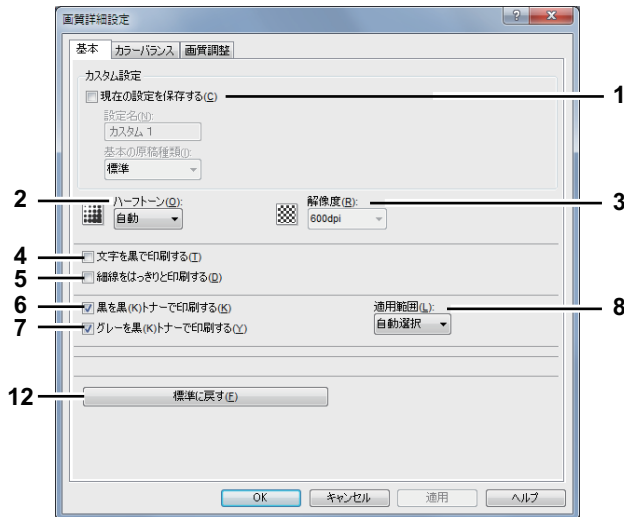 画質詳細設定
基本 カラーバランス 画質調整
カスタム設定
現在の設定を保存する(C) 1
設定名(N):
カスタム 1
基本の原稿種類(I):
標準
2 ハーフトーン(O): 解像度(R): 3
自動 600dpi
4 文字を黒で印刷する(T)
5 細線をはっきりと印刷する(D)
6 黒を黒(K)トナーで印刷する(K) 適用範囲(L): 8
7 グレーを黒(K)トナーで印刷する(Y) 自動選択
12 標準に戻す(F)
OK キャンセル 適用 ヘルプ